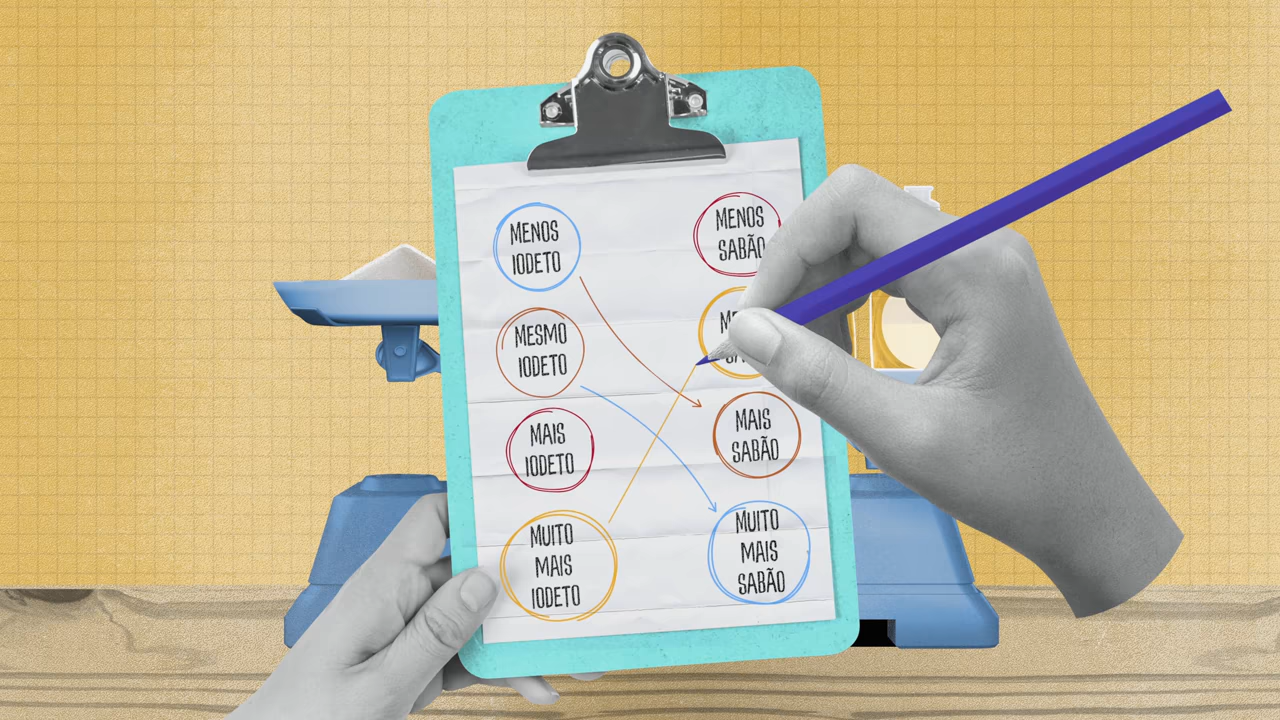 MENOS
IODETO
MENOS
SABÃO
MESMO
IODETO
MAIS
IODETO
MAIS
SABÃO
MUITO
MAIS
IODETO
MUITO
MAIS
SABÃO